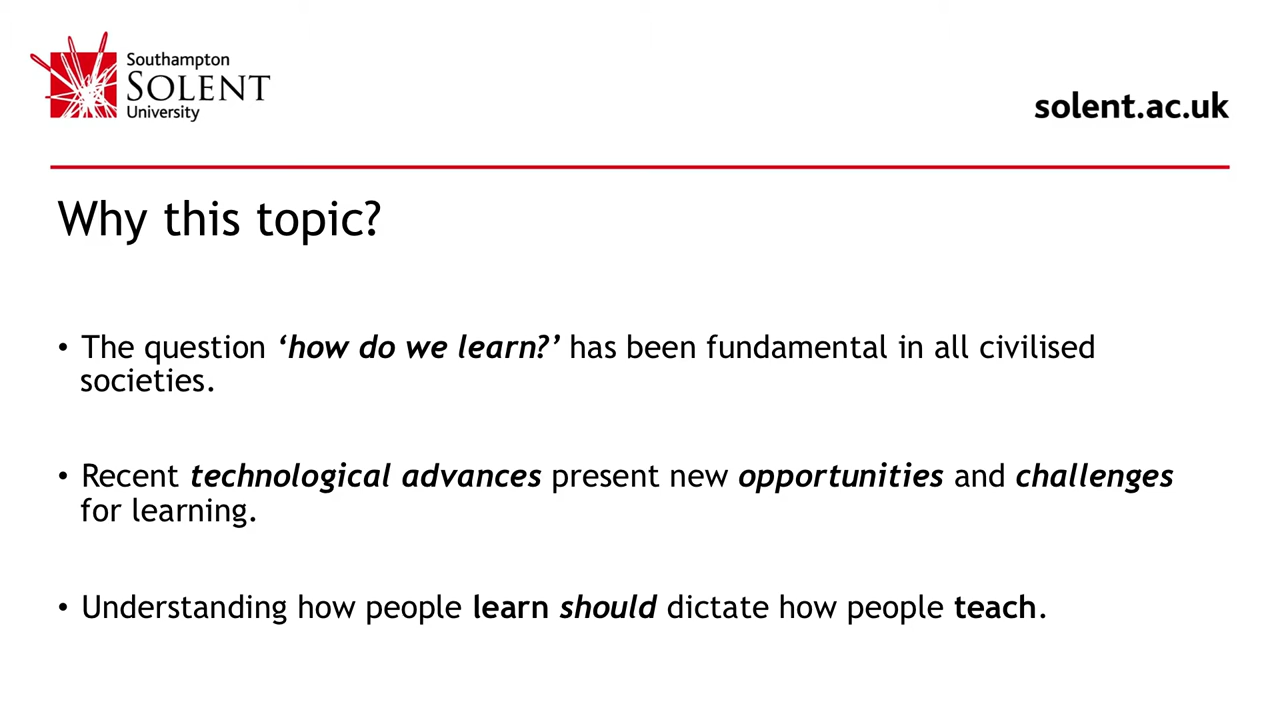 Southampton
SOLENT
University
solent.ac.uk
Why this topic?
• The question ‘how do we learn?’ has been fundamental in all civilised
societies.
• Recent technological advances present new opportunities and challenges
for learning.
• Understanding how people learn should dictate how people teach.